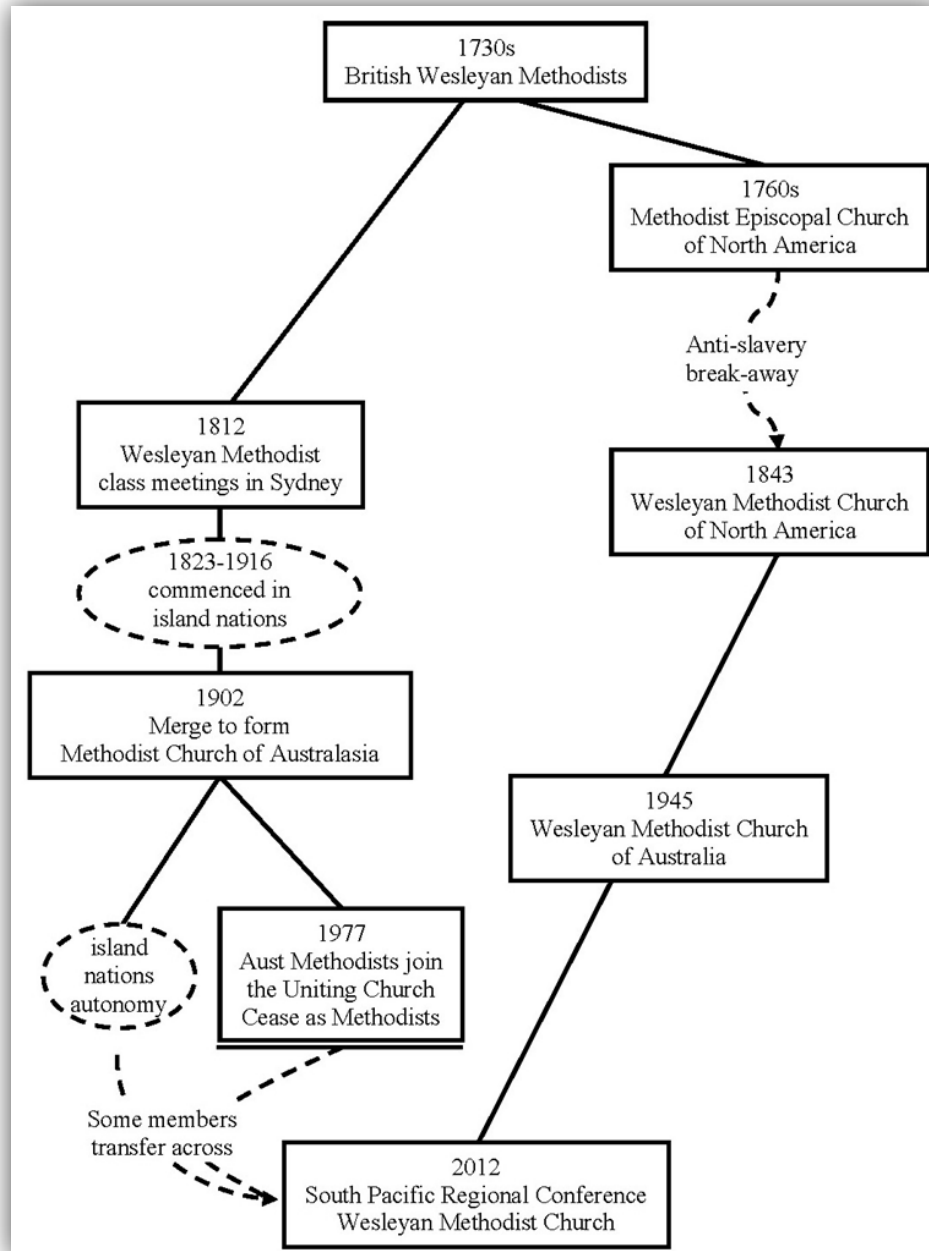 1730s
British Wesleyan Methodists
1760s
Methodist Episcopal Church
of North America
Anti-slavery
break-away
1812
Wesleyan Methodist
class meetings in Sydney
1843
Wesleyan Methodist Church
of North America
1823-1916
commenced in
island nations
1902
Merge to form
Methodist Church of Australasia
1945
Wesleyan Methodist Church
of Australia
island
nations
autonomy
1977
Aust Methodists join
the Uniting Church
Cease as Methodists
Some members
transfer across
2012
South Pacific Regional Conference
Wesleyan Methodist Church